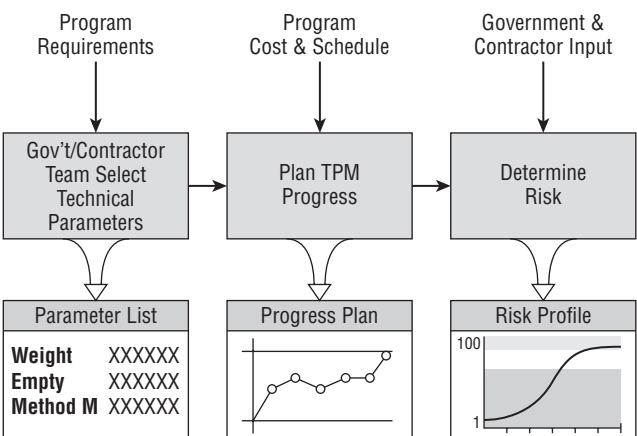 Program
Requirements
Program
Cost & Schedule
Government &
Contractor Input
Gov't/Contractor
Team Select
Technical
Parameters
Plan TPM
Progress
Determine
Risk
Parameter List
Weight XXXXXX
Empty XXXXXX
Method M XXXXXX
Progress Plan
Risk Profile
100
1